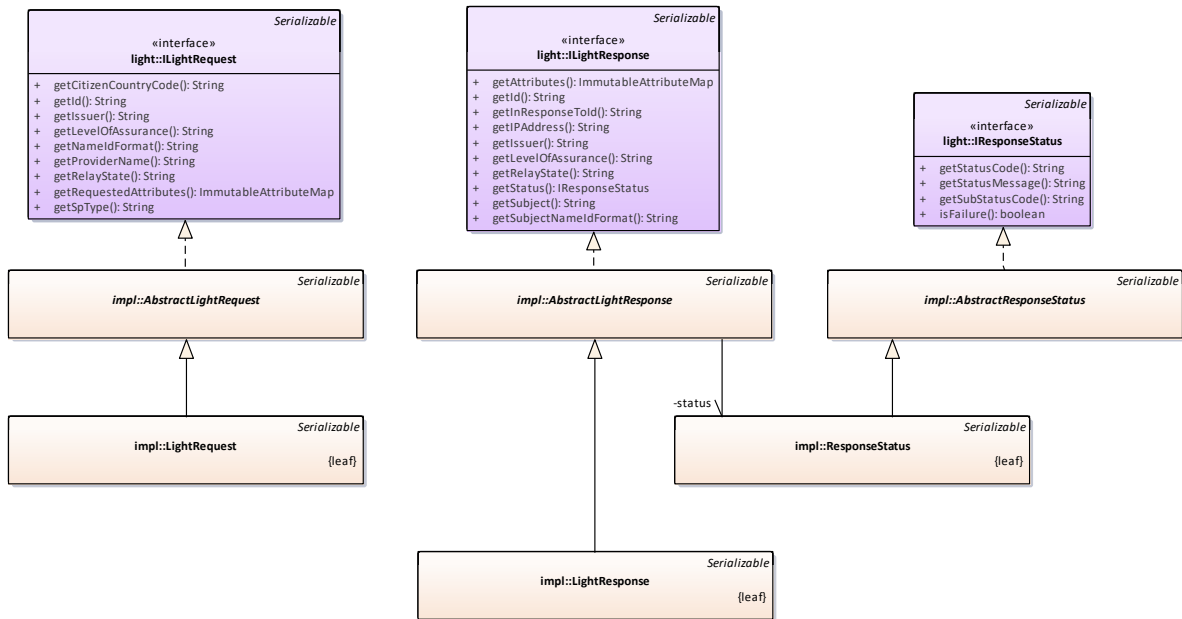 Serializable
«interface»
light::ILightRequest
+ getCitizenCountryCode(): String
+ getId(): String
+ getIssuer(): String
+ getLevelOfAssurance(): String
+ getNameIdFormat(): String
+ getProviderName(): String
+ getRelayState(): String
+ getRequestedAttributes(): ImmutableAttributeMap
+ getSpType(): String
Serializable
«interface»
light::ILightResponse
+ getAttributes(): ImmutableAttributeMap
+ getId(): String
+ getInResponseToId(): String
+ getIPAddress(): String
+ getIssuer(): String
+ getLevelOfAssurance(): String
+ getRelayState(): String
+ getStatus(): IResponseStatus
+ getSubject(): String
+ getSubjectNameIdFormat(): String
Serializable
«interface»
light::IResponseStatus
+ getStatusCode(): String
+ getStatusMessage(): String
+ getSubStatusCode(): String
+ isFailure(): boolean
Serializable
impl::AbstractLightRequest
Serializable
impl::AbstractLightResponse
Serializable
impl::AbstractResponseStatus
-status
Serializable
impl::LightRequest
{leaf}
Serializable
impl::ResponseStatus
{leaf}
Serializable
impl::LightResponse
{leaf}